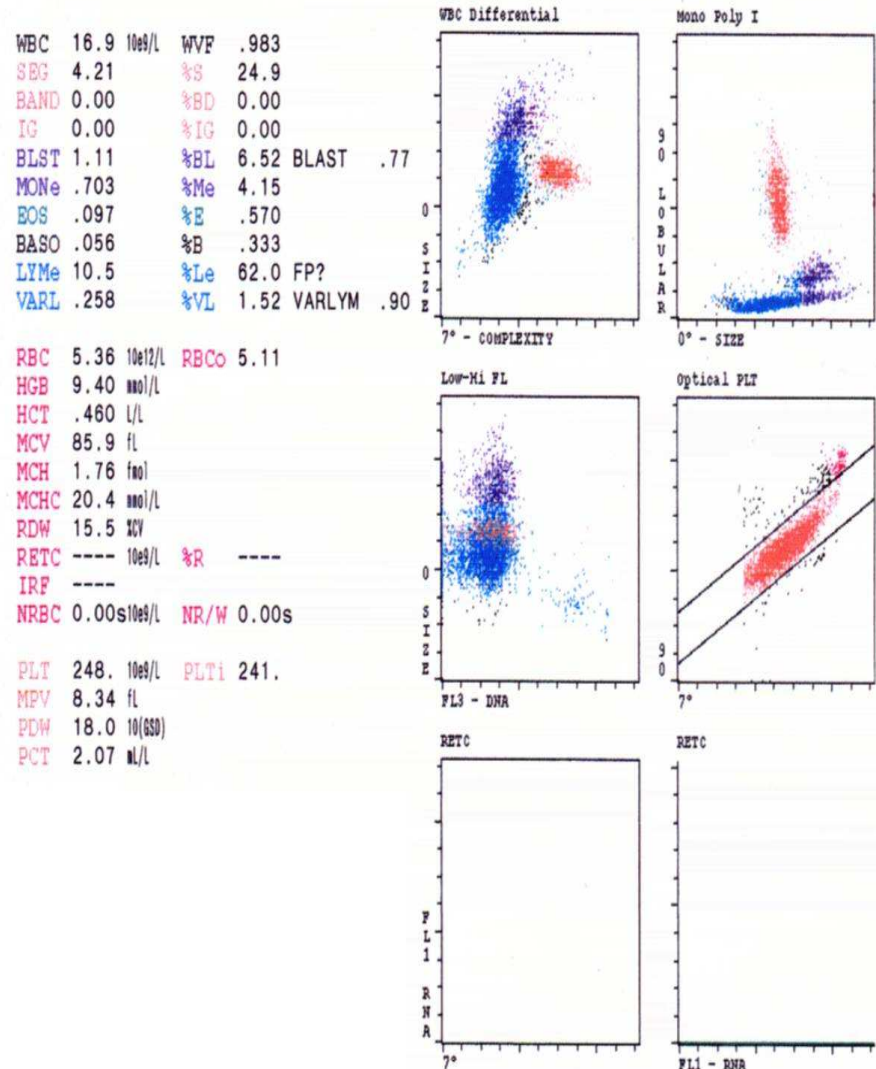 WBC 16.9 10e9/L WVF .983
SEG 4.21 %S 24.9
BAND 0.00 %BD 0.00
IG 0.00 %IG 0.00
BLST 1.11 %BL 6.52 BLAST .77
MONe .703 %Me 4.15
EOS .097 %E .570
BASO .056 %B .333
LYMe 10.5 %Le 62.0 FP?
VARL .258 %VL 1.52 VARLYM .90
RBC 5.36 10e12/L RBCo 5.11
HGB 9.40 mmol/L
HCT .460 L/L
MCV 85.9 fL
MCH 1.76 fmol
MCHC 20.4 mmol/L
RDW 15.5 %CV
RETC ---- 10e9/L %R ----
IRF ----
NRBC 0.00s10e9/L NR/W 0.00s
PLT 248. 10e9/L PLTi 241.
MPV 8.34 fL
PDW 18.0 10(GSD)
PCT 2.07 mL/L
WBC Differential
0 SIZE
7° - COMPLEXITY
Mono Poly I
90 LOBULAR
0° - SIZE
Low-Hi FL
0 SIZE
FL3 - DNA
Optical PLT
90
7°
RETC
FL1 RNA
7°
RETC
FL1 - RNA